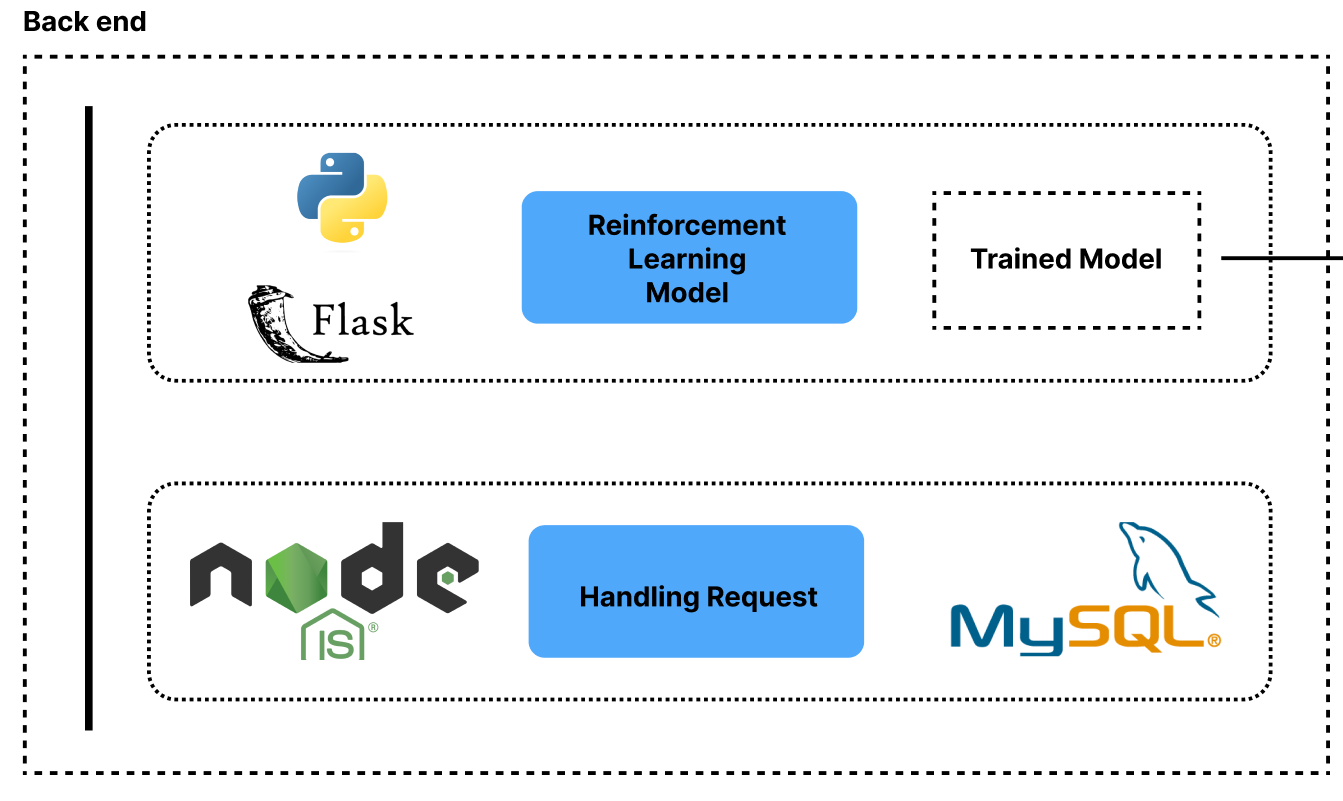 Back end
Reinforcement
Learning
Model
Trained Model
Flask
node
JS®
Handling Request
MySQL®